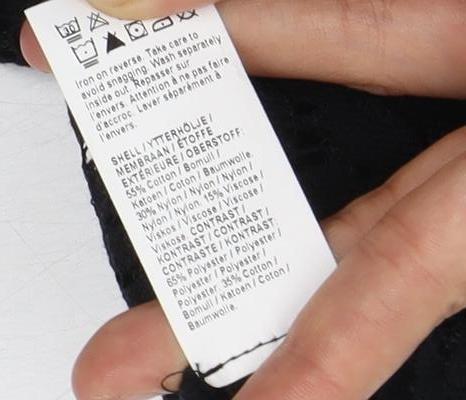 Iron on reverse. Take care to
avoid snagging. Wash separately
inside out. Repasser sur
l'envers. Attention à ne pas faire
d'accroc. Laver séparément à
l'envers.
SHELL / YTTERHÖLJE /
MEMBRAAN / ÉTOFFE
EXTÉRIEURE / OBERSTOFF:
55% Cotton / Bomull /
Katoen / Coton / Baumwolle.
30% Nylon / Nylon / Nylon /
Nylon / Nylon. 15% Viscose /
Viskos / Viscose / Viscose /
Viskose. CONTRAST /
KONTRAST / CONTRAST /
CONTRASTE / KONTRAST:
65% Polyester / Polyester /
Polyester / Polyester /
Polyester. 35% Cotton /
Bomull / Katoen / Coton /
Baumwolle.